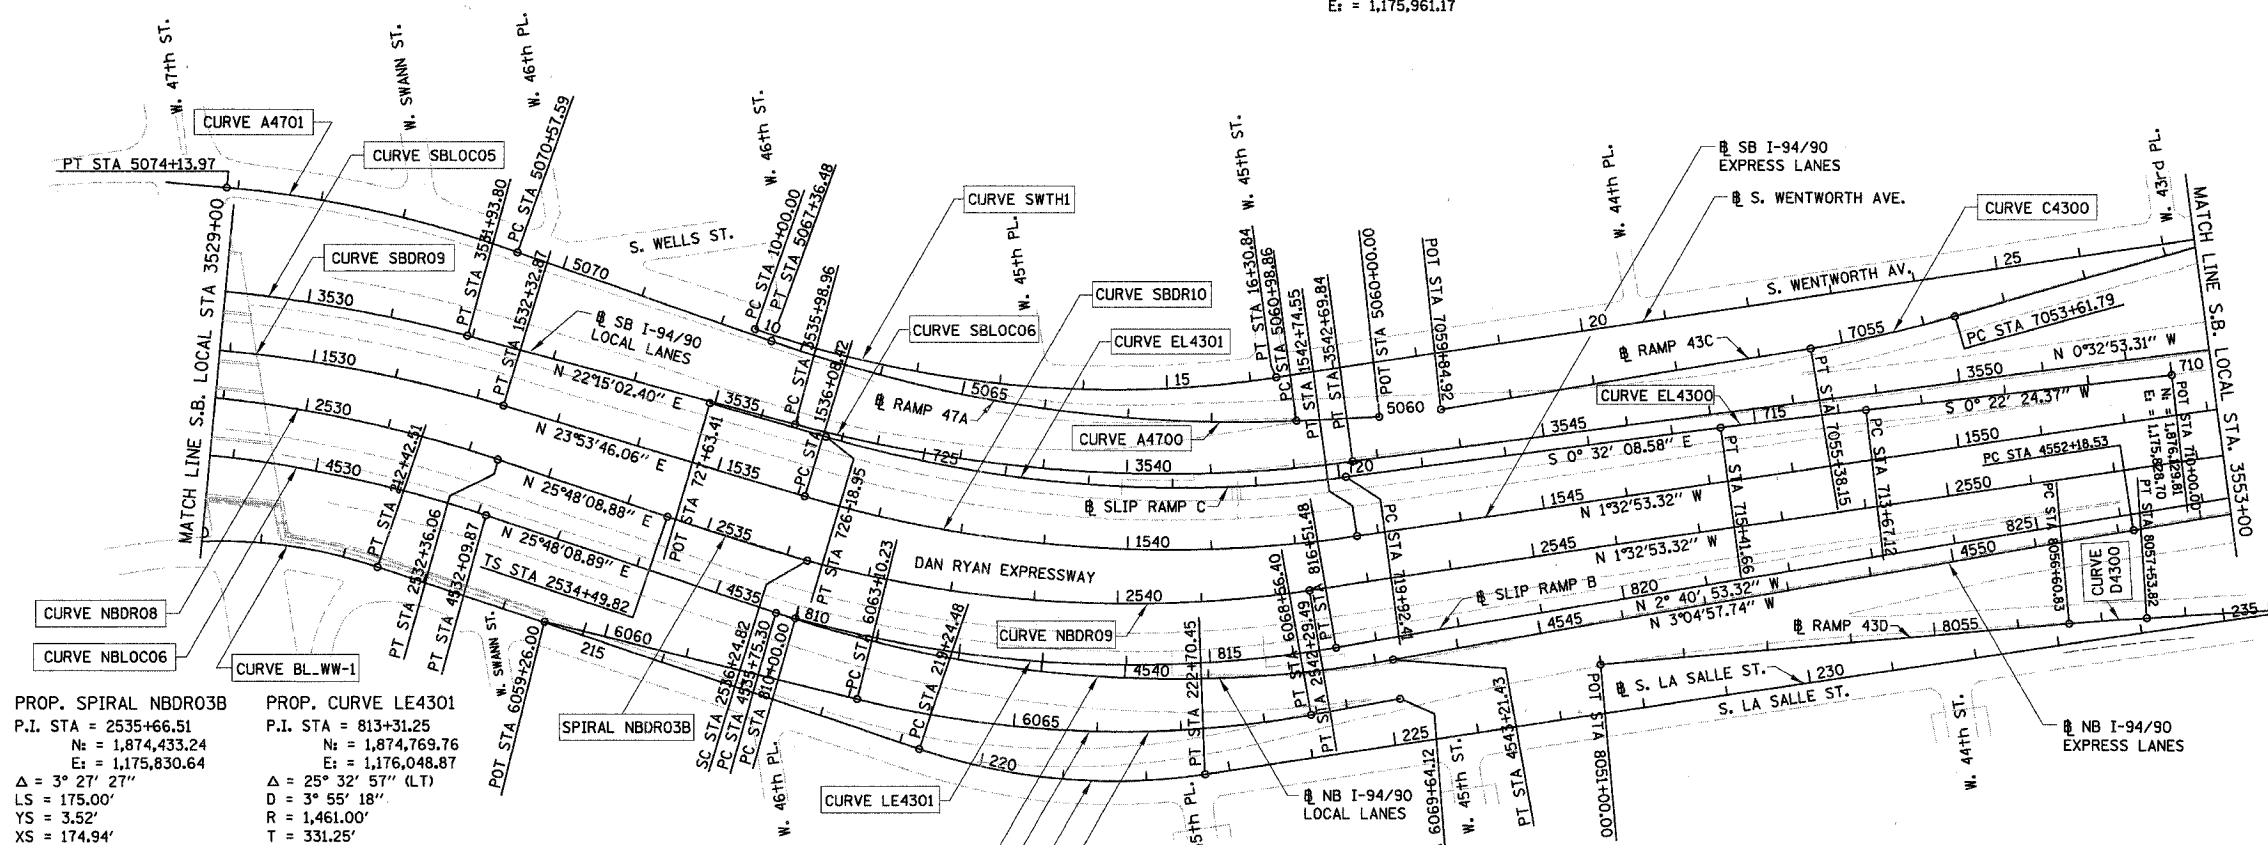 E: = 1,175,961.17
W. 47th ST.
W. SWANN ST.
W. 46th PL.
CURVE A4701
PT STA 5074+13.97
CURVE SBLOC05
PC STA 5070+57.59
PT STA 3531+93.80
W. 46th ST.
PC STA 10+00.00
PT STA 5067+36.48
S. WELLS ST.
5070
CURVE SWTH1
W. 45th PL.
W. 45th ST.
W. 44th PL.
W. 43rd PL.
℄ SB I-94/90
EXPRESS LANES
℄ S. WENTWORTH AVE.
CURVE C4300
MATCH LINE S.B. LOCAL STA 3529+00
CURVE SBDR09
3530
PT STA 1532+32.87
℄ SB I-94/90
LOCAL LANES
10
PC STA 3535+98.96
CURVE SBDR10
CURVE SBLOC06
CURVE EL4301
PC STA 1536+08.42
PT STA 16+30.84
PC STA 5060+98.86
PT STA 1542+74.55
PT STA 3542+69.84
POT STA 5060+00.00
POT STA 7059+84.92
S. WENTWORTH AV.
25
20
℄ RAMP 43C
7055
PC STA 7053+61.79
N 0°32'53.31" W
MATCH LINE S.B. LOCAL STA. 3553+00
1530
N 22°15'02.40" E
3535
5065
15
℄ RAMP 47A
5060
CURVE A4700
CURVE EL4300
715
3550
710
S 0° 22' 24.37" W
2530
PT STA 212+42.51
N 23°53'46.06" E
1535
725
3540
720
3545
S 0° 32' 08.58" E
1550
PC STA 4552+18.53
POT STA 710+00.00
N: = 1,876,129.81
E: = 1,175,828.70
4530
N 25°48'08.88" E
POT STA 727+63.41
2535
℄ SLIP RAMP C
1545
N 1°32'53.32" W
PT STA 7055+38.15
PC STA 713+67.12
2550
PT STA 2532+36.06
PT STA 4532+09.87
N 25°48'08.89" E
TS STA 2534+49.82
PT STA 726+18.95
1540
PC STA 719+92.41
2545
N 1°32'53.32" W
PT STA 715+41.66
825
4550
PC STA 8056+60.83
CURVE
D4300
PT STA 8057+53.82
4535
DAN RYAN EXPRESSWAY
2540
PT STA 816+51.48
℄ SLIP RAMP B
820
N 2° 40' 53.32" W
CURVE NBDR08
810
PC STA 6063+10.23
PC STA 219+24.48
CURVE NBDR09
PT STA 6068+56.40
PT STA 2542+29.49
4545
N 3°04'57.74" W
℄ RAMP 43D
8055
235
CURVE NBLOC06
CURVE BL_WW-1
W. SWANN ST.
POT STA 6059+26.00
6060
215
SC STA 2536+24.82
PC STA 4535+75.30
PC STA 810+00.00
4540
815
PT STA 222+70.45
℄ S. LA SALLE ST.
230
S. LA SALLE ST.
SPIRAL NBDR03B
6065
220
225
POT STA 8051+00.00
W. 44th ST.
℄ NB I-94/90
EXPRESS LANES
W. 46th PL.
CURVE LE4301
℄ NB I-94/90
LOCAL LANES
6069+64.12
W. 45th ST.
PT STA 4543+21.43
5th PL.
PROP. SPIRAL NBDR03B
P.I. STA = 2535+66.51
N: = 1,874,433.24
E: = 1,175,830.64
Δ = 3° 27' 27"
LS = 175.00'
YS = 3.52'
XS = 174.94'
PROP. CURVE LE4301
P.I. STA = 813+31.25
N: = 1,874,769.76
E: = 1,176,048.87
Δ = 25° 32' 57" (LT)
D = 3° 55' 18"
R = 1,461.00'
T = 331.25'